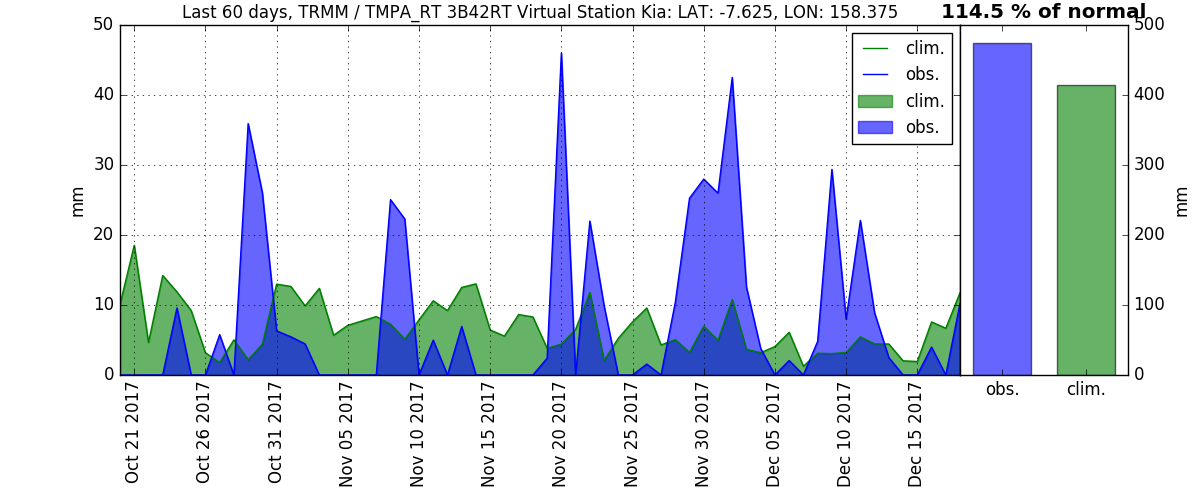 Last 60 days, TRMM / TMPA_RT 3B42RT Virtual Station Kia: LAT: -7.625, LON: 158.375
114.5 % of normal
50
40
30
20
10
0
mm
clim.
obs.
clim.
obs.
500
400
300
200
100
0
mm
Oct 21 2017
Oct 26 2017
Oct 31 2017
Nov 05 2017
Nov 10 2017
Nov 15 2017
Nov 20 2017
Nov 25 2017
Nov 30 2017
Dec 05 2017
Dec 10 2017
Dec 15 2017
obs.
clim.